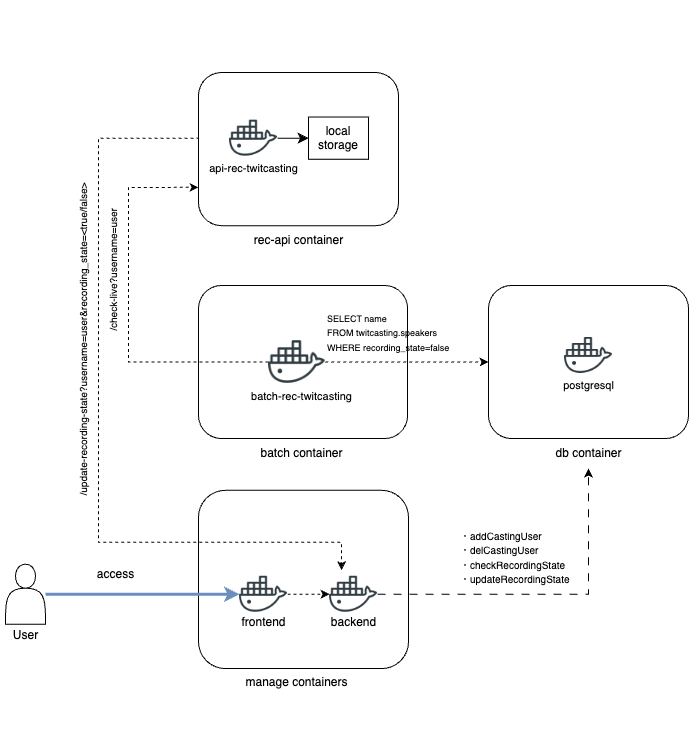 local
storage
api-rec-twitcasting
rec-api container
/update-recording-state?username=user&recording_state=<true/false>
/check-live?username=user
SELECT name
FROM twitcasting.speakers
WHERE recording_state=false
batch-rec-twitcasting
batch container
postgresql
db container
・addCastingUser
・delCastingUser
・checkRecordingState
・updateRecordingState
access
User
frontend
backend
manage containers